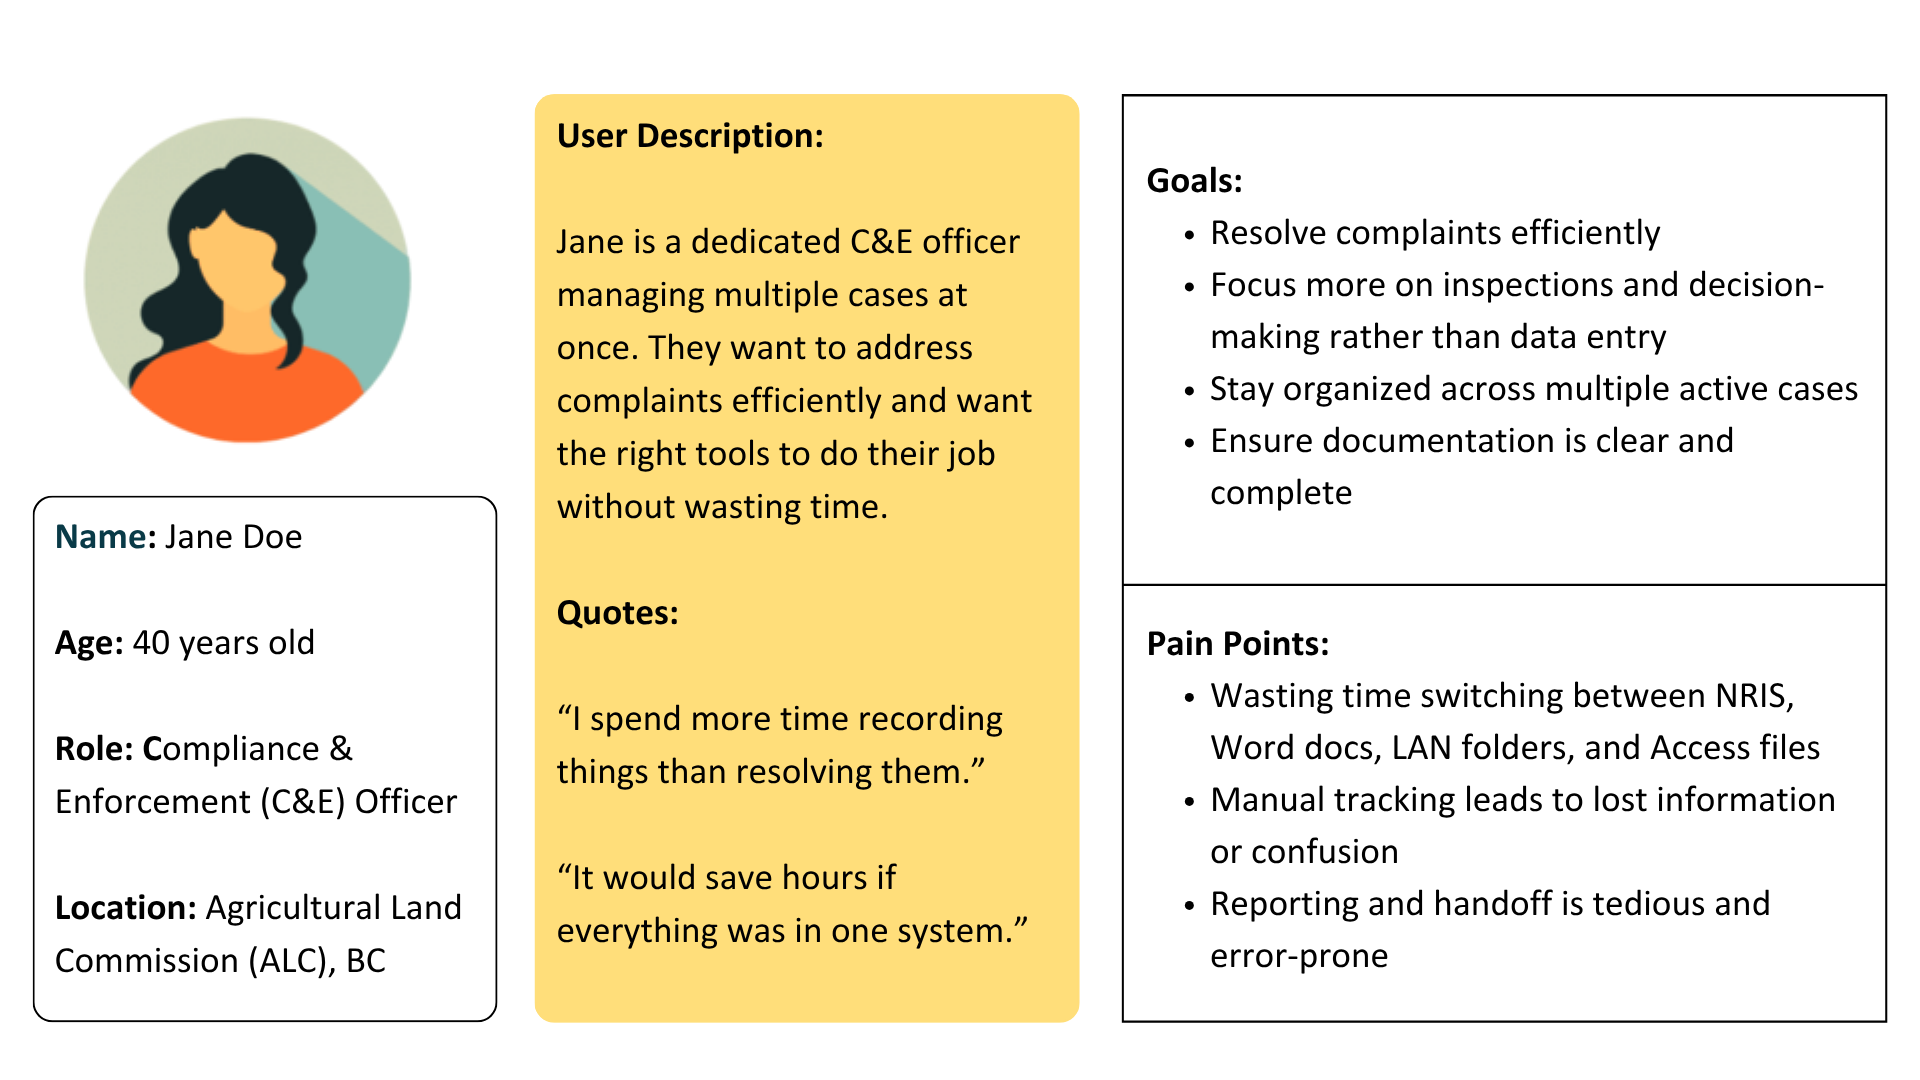 Name: Jane Doe
Age: 40 years old
Role: Compliance &
Enforcement (C&E) Officer
Location: Agricultural Land
Commission (ALC), BC
User Description:
Jane is a dedicated C&E officer
managing multiple cases at
once. They want to address
complaints efficiently and want
the right tools to do their job
without wasting time.
Quotes:
“I spend more time recording
things than resolving them.”
“It would save hours if
everything was in one system.”
Goals:
• Resolve complaints efficiently
• Focus more on inspections and decision-
making rather than data entry
• Stay organized across multiple active cases
• Ensure documentation is clear and
complete
Pain Points:
• Wasting time switching between NRIS,
Word docs, LAN folders, and Access files
• Manual tracking leads to lost information
or confusion
• Reporting and handoff is tedious and
error-prone